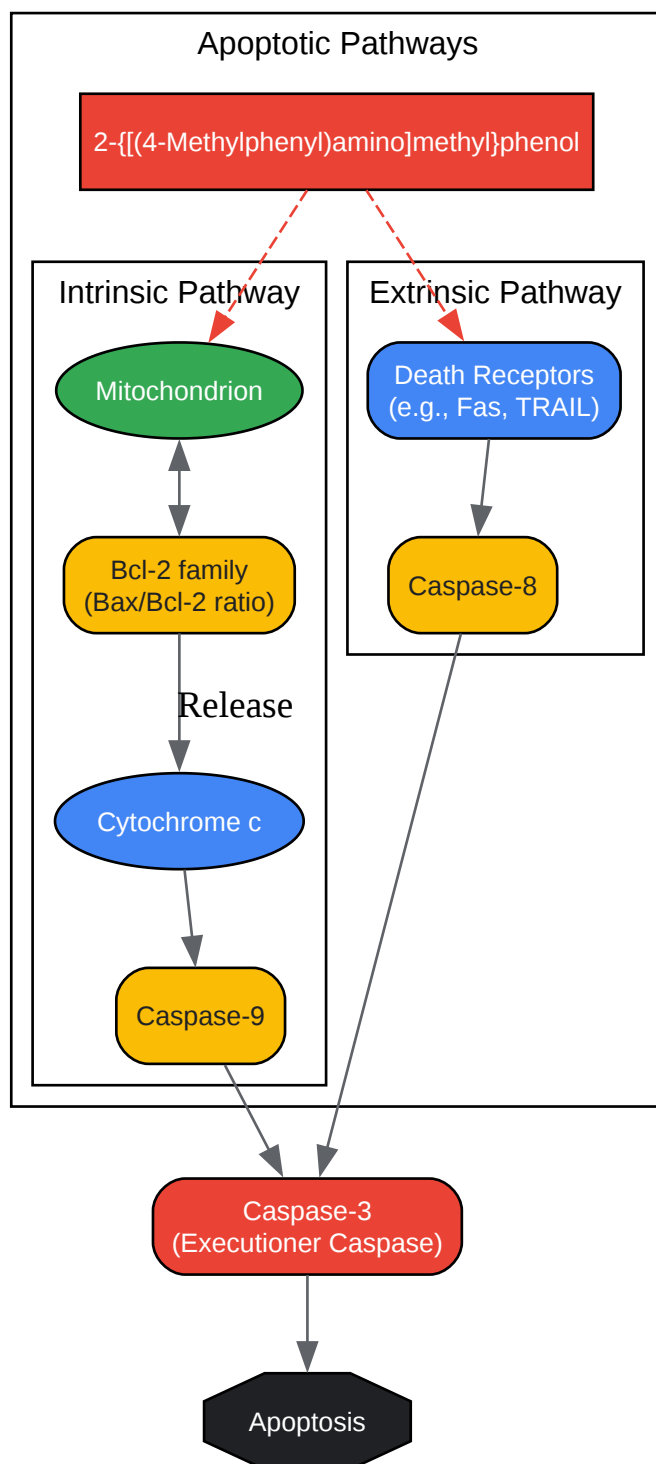 Apoptotic Pathways
2-{[(4-Methylphenyl)amino]methyl}phenol
Intrinsic Pathway
Mitochondrion
Bcl-2 family
(Bax/Bcl-2 ratio)
Release
Cytochrome c
Caspase-9
Extrinsic Pathway
Death Receptors
(e.g., Fas, TRAIL)
Caspase-8
Caspase-3
(Executioner Caspase)
Apoptosis